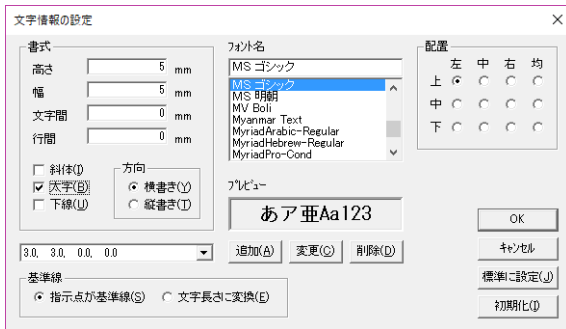 文字情報の設定
書式
高さ 5 mm
幅 5 mm
文字間 0 mm
行間 0 mm
斜体(I)
太字(B)
下線(U)
方向
横書き(Y)
縦書き(T)
3.0, 3.0, 0.0, 0.0
基準線
指示点が基準線(S) 文字長さに変換(E)
フォント名
MS ゴシック
MS ゴシック
MS 明朝
MV Boli
Myanmar Text
MyriadArabic-Regular
MyriadHebrew-Regular
MyriadPro-Cond
プレビュー
あア亜Aa123
追加(A) 変更(C) 削除(D)
配置
左 中 右 均
上
中
下
OK
キャンセル
標準に設定(J)
初期化(I)